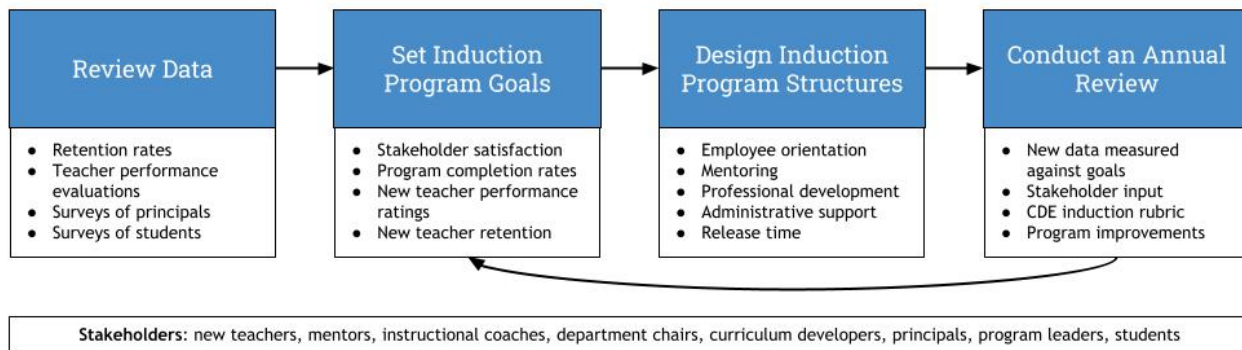 Review Data
● Retention rates
● Teacher performance
evaluations
● Surveys of principals
● Surveys of students
Set Induction
Program Goals
● Stakeholder satisfaction
● Program completion rates
● New teacher performance
ratings
● New teacher retention
Design Induction
Program Structures
● Employee orientation
● Mentoring
● Professional development
● Administrative support
● Release time
Conduct an Annual
Review
● New data measured
against goals
● Stakeholder input
● CDE induction rubric
● Program improvements
Stakeholders: new teachers, mentors, instructional coaches, department chairs, curriculum developers, principals, program leaders, students